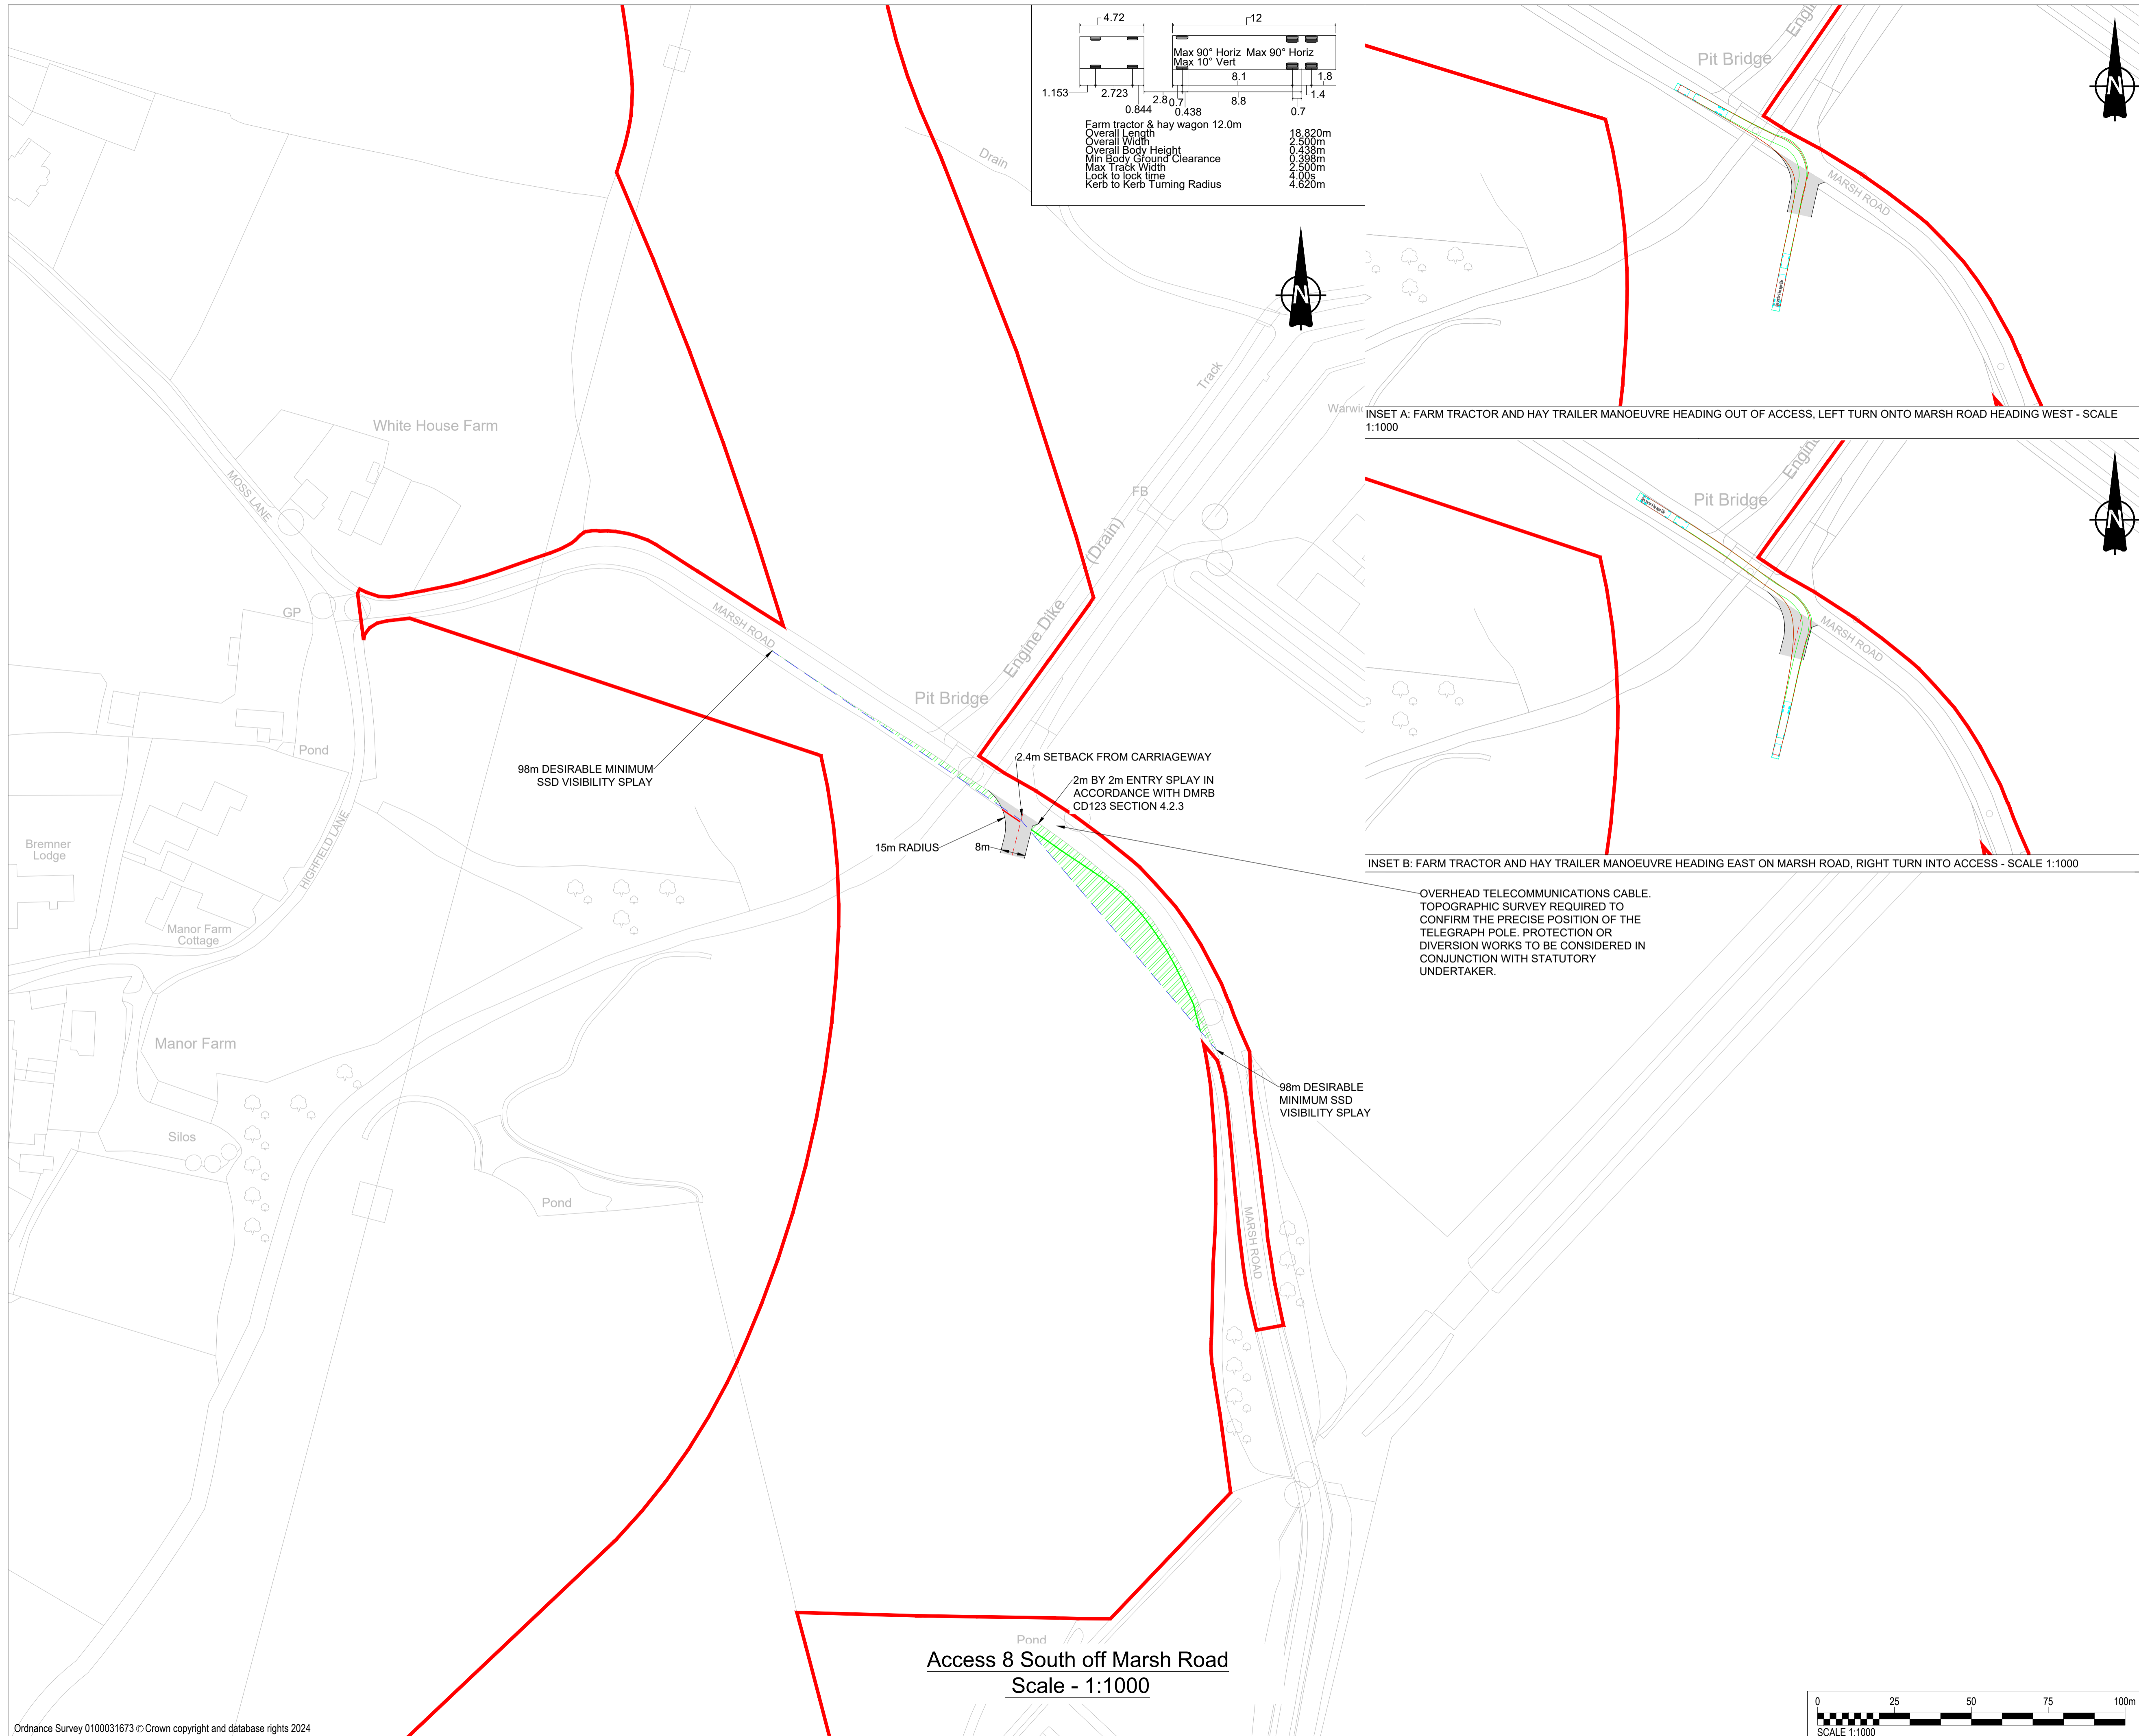 4.72
12
Max 90° Horiz Max 90° Horiz
Max 10° Vert
8.1
1.8
1.153
2.723
2.8
0.7
8.8
1.4
0.844
0.438
0.7
Farm tractor & hay wagon 12.0m
Overall Length 18.820m
Overall Width 2.500m
Overall Body Height 0.438m
Min Body Ground Clearance 0.398m
Max Track Width 2.500m
Lock to lock time 4.00s
Kerb to Kerb Turning Radius 4.620m
N
Drain
Track
White House Farm
MOSS LANE
FB
(Drain)
Engine Dike
GP
MARSH ROAD
Pit Bridge
Pond
98m DESIRABLE MINIMUM
SSD VISIBILITY SPLAY
2.4m SETBACK FROM CARRIAGEWAY
2m BY 2m ENTRY SPLAY IN
ACCORDANCE WITH DMRB
CD123 SECTION 4.2.3
15m RADIUS
8m
Bremner
Lodge
HIGHFIELD LANE
Manor Farm
Cottage
Manor Farm
Silos
Pond
OVERHEAD TELECOMMUNICATIONS CABLE.
TOPOGRAPHIC SURVEY REQUIRED TO
CONFIRM THE PRECISE POSITION OF THE
TELEGRAPH POLE. PROTECTION OR
DIVERSION WORKS TO BE CONSIDERED IN
CONJUNCTION WITH STATUTORY
UNDERTAKER.
98m DESIRABLE
MINIMUM SSD
VISIBILITY SPLAY
MARSH ROAD
Pond
Access 8 South off Marsh Road
Scale - 1:1000
Ordnance Survey 0100031673 © Crown copyright and database rights 2024
Pit Bridge
MARSH ROAD
N
INSET A: FARM TRACTOR AND HAY TRAILER MANOEUVRE HEADING OUT OF ACCESS, LEFT TURN ONTO MARSH ROAD HEADING WEST - SCALE
1:1000
Pit Bridge
MARSH ROAD
N
INSET B: FARM TRACTOR AND HAY TRAILER MANOEUVRE HEADING EAST ON MARSH ROAD, RIGHT TURN INTO ACCESS - SCALE 1:1000
0 25 50 75 100m
SCALE 1:1000